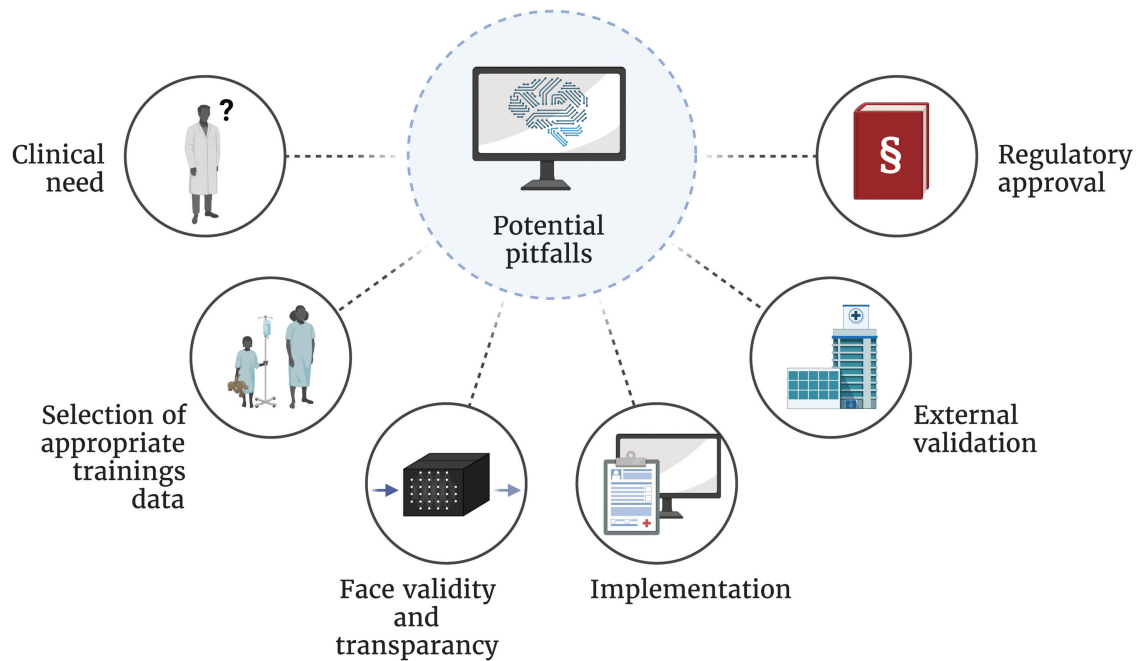 Potential
pitfalls
Clinical
need
?
Selection of
appropriate
trainings
data
Face validity
and
transparancy
Implementation
External
validation
Regulatory
approval
§